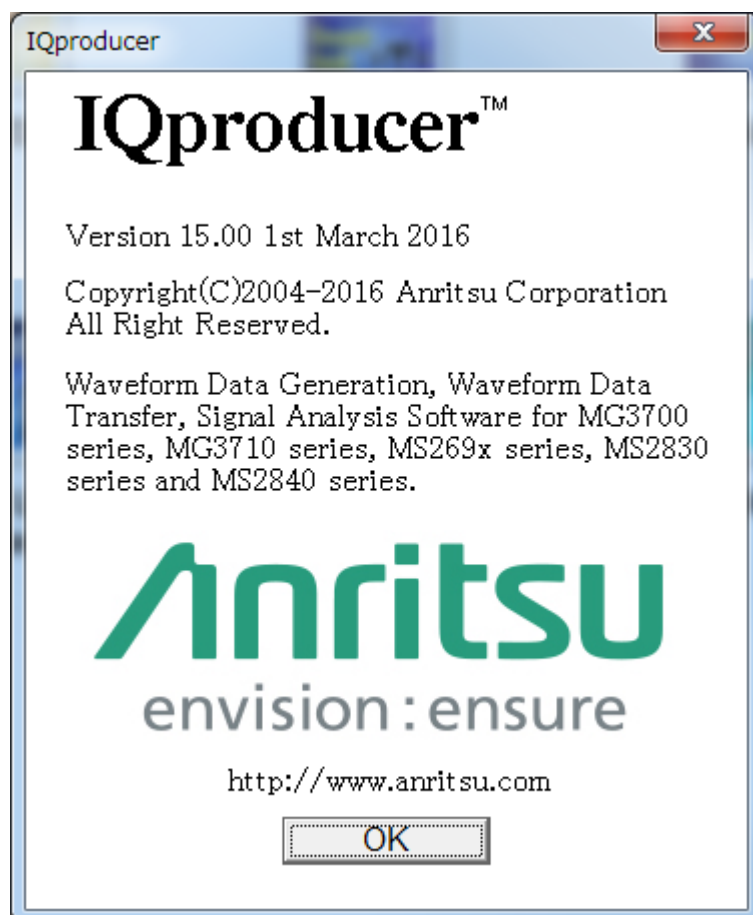 IQproducer
IQproducer™
Version 15.00 1st March 2016
Copyright(C)2004-2016 Anritsu Corporation
All Right Reserved.
Waveform Data Generation, Waveform Data
Transfer, Signal Analysis Software for MG3700
series, MG3710 series, MS269x series, MS2830
series and MS2840 series.
Anritsu
envision : ensure
http://www.anritsu.com
OK